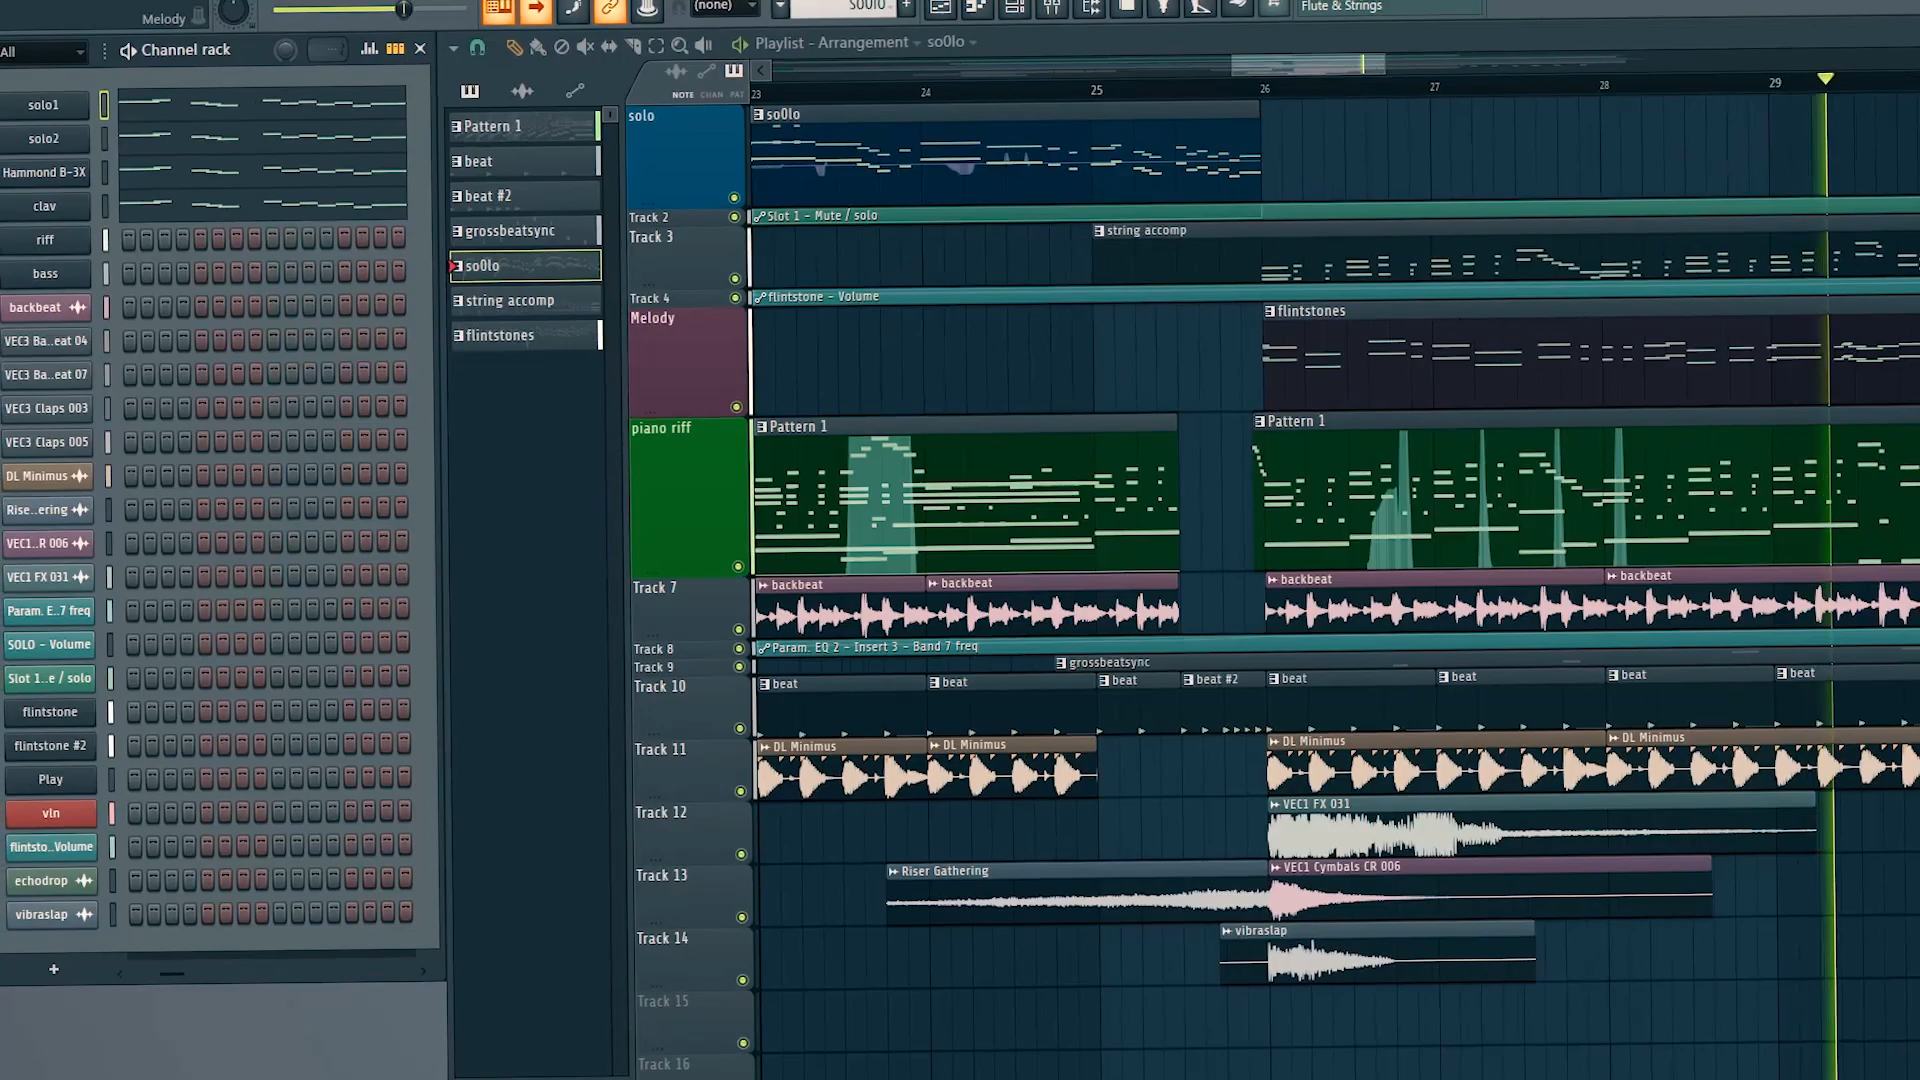 Melody
(none)
so0lo
Flute & Strings
All
Channel rack
Playlist - Arrangement
so0lo
NOTE CHAN PAT
23
24
25
26
27
28
29
solo1
solo2
Hammond B-3X
clav
riff
bass
backbeat
VEC3 Ba..eat 04
VEC3 Ba..eat 07
VEC3 Claps 003
VEC3 Claps 005
DL Minimus
Rise..ering
VEC1..R 006
VEC1 FX 031
Param. E..7 freq
SOLO - Volume
Slot 1..e / solo
flintstone
flintstone #2
Play
vln
flintsto..Volume
echodrop
vibraslap
+
Pattern 1
beat
beat #2
grossbeatsync
so0lo
string accomp
flintstones
solo
so0lo
Track 2
Slot 1 - Mute / solo
Track 3
string accomp
Track 4
flintstone - Volume
Melody
flintstones
piano riff
Pattern 1
Pattern 1
Track 7
backbeat
backbeat
backbeat
backbeat
Track 8
Param. EQ 2 - Insert 3 - Band 7 freq
Track 9
grossbeatsync
Track 10
beat
beat
beat
beat #2
beat
beat
beat
beat
Track 11
DL Minimus
DL Minimus
DL Minimus
DL Minimus
Track 12
VEC1 FX 031
Track 13
Riser Gathering
VEC1 Cymbals CR 006
Track 14
vibraslap
Track 15
Track 16